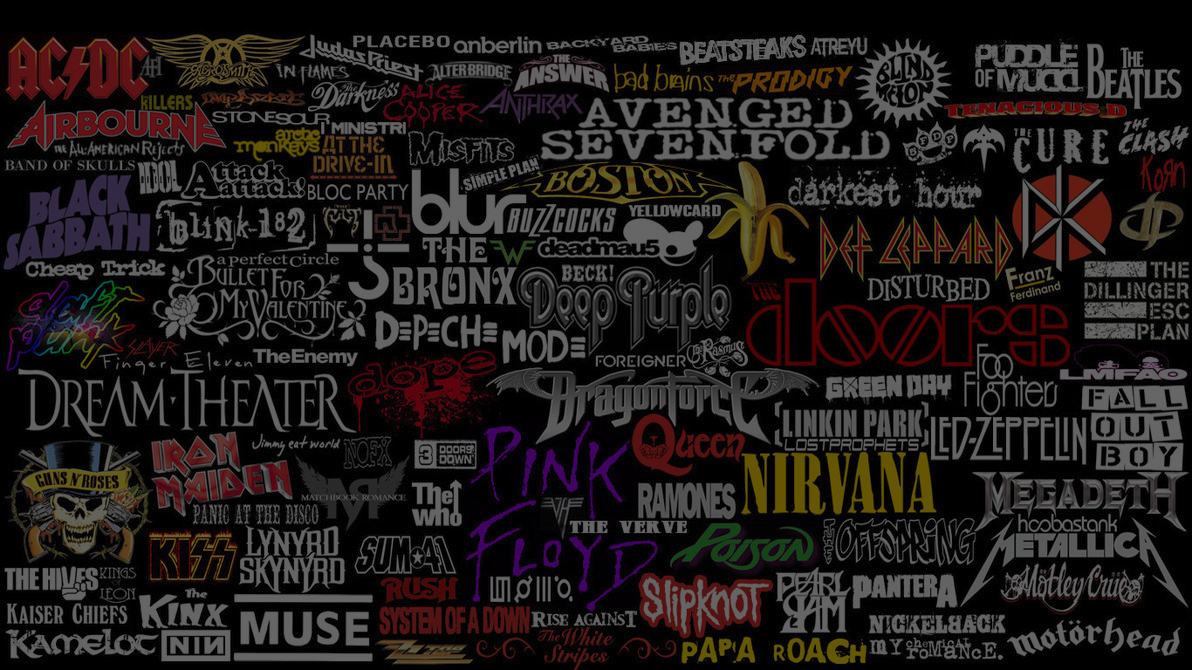 AC/DC
AFI
AEROSMITH
Judas Priest
PLACEBO
anberlin
BACKYARD BABIES
BEATSTEAKS
ATREYU
BLIND MELON
PUDDLE OF MUDD
THE BEATLES
IN FLAMES
ALTER BRIDGE
THE ANSWER
bad brains
THE PRODIGY
KILLERS
The Darkness
ALICE COOPER
ANTHRAX
AVENGED SEVENFOLD
TENACIOUS D
AIRBOURNE
STONESOUR
MINISTRI
THE All-AMERICAN Rejects
arctic monkeys
AT THE DRIVE-IN
MISFITS
5FDP
THE CURE
THE CLASH
BAND OF SKULLS
Attack attack!
BLOC PARTY
SIMPLE PLAN
BOSTON
darkest hour
KoRn
BLACK SABBATH
blink-182
blur
BUZZCOCKS
YELLOWCARD
deadmau5
DEF LEPPARD
Cheap Trick
a perfect circle
BULLET FOR MY VALENTINE
THE BRONX
BECK!
Deep Purple
DISTURBED
Franz Ferdinand
THE DILLINGER ESC PLAN
daft punk
SLAYER
DEPECHE MODE
THE doors
Finger Eleven
The Enemy
FOREIGNER
The Rasmus
Foo Fighters
LMFAO
DREAM THEATER
dope
DRAGONFORCE
GREEN DAY
FALL OUT BOY
LINKIN PARK
LOSTPROPHETS
LED-ZEPPELIN
GUNS N' ROSES
IRON MAIDEN
Jimmy eat world
NOFX
3 DOORS DOWN
PINK FLOYD
Queen
NIRVANA
MATCHBOOK ROMANCE
The Who
VH
RAMONES
MEGADETH
PANIC AT THE DISCO
THE VERVE
hoobastank
KISS
LYNYRD SKYNYRD
SUM 41
POISON
THE OFFSPRING
METALLICA
THE HIVES
KINGS OF LEON
RUSH
SlipKnoT
PEARL JAM
PANTERA
Mötley Crüe
KAISER CHIEFS
The KINX
MUSE
SYSTEM OF A DOWN
RISE AGAINST
NICKELBACK
KAMELOT
NIN
ZZ TOP
The White Stripes
PAPA ROACH
mY cHeMiCaL RoMaNcE.
motörhead